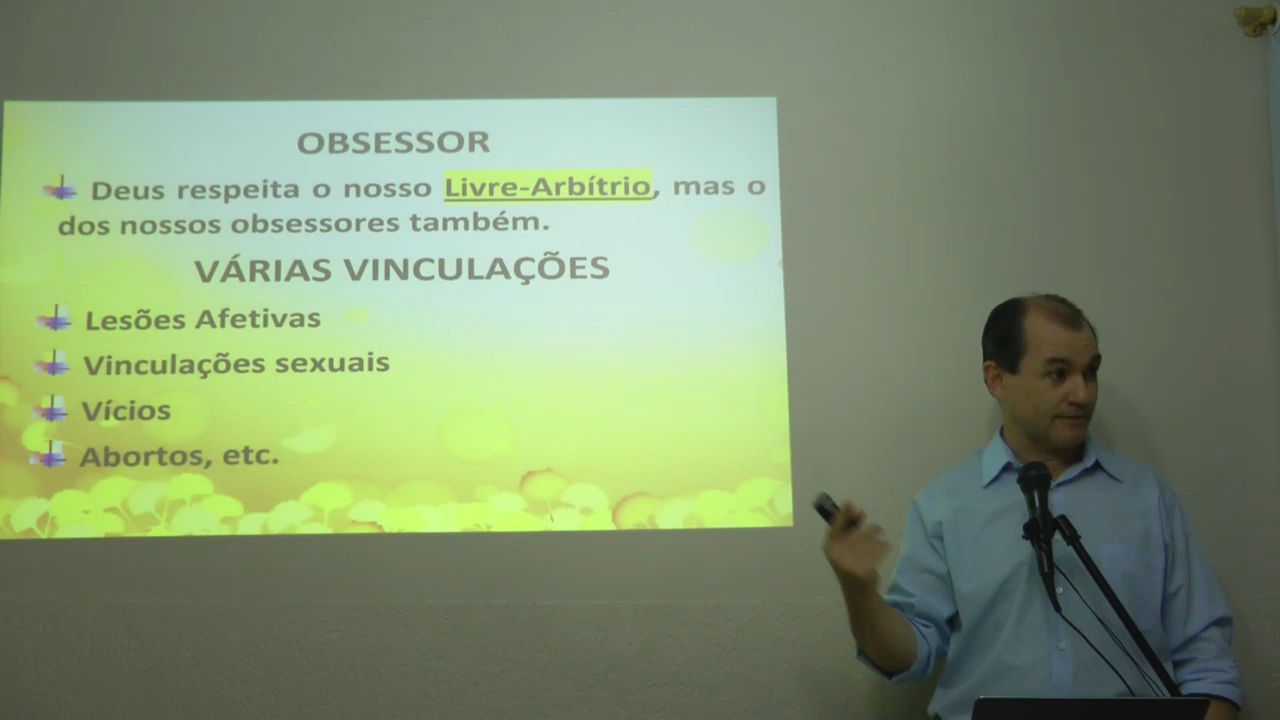 OBSESSOR
Deus respeita o nosso Livre-Arbítrio, mas o
dos nossos obsessores também.
VÁRIAS VINCULAÇÕES
Lesões Afetivas
Vinculações sexuais
Vícios
Abortos, etc.